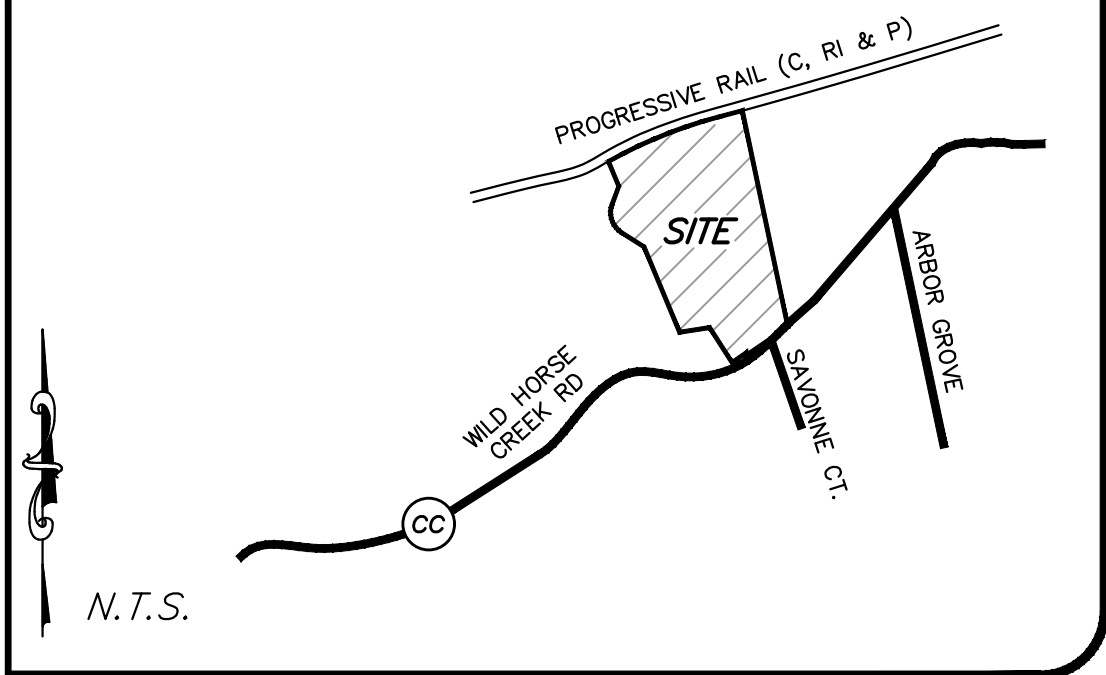 PROGRESSIVE RAIL (C, RI & P)
SITE
ARBOR GROVE
WILD HORSE
CREEK RD
SAVONNE CT.
CC
N.T.S.